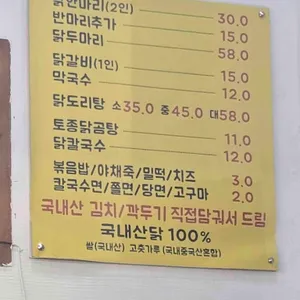 닭한마리(2인) 30.0
반마리추가 15.0
닭두마리 58.0
닭갈비(1인) 15.0
막국수 12.0
닭도리탕 소35.0 중45.0 대58.0
토종닭곰탕 11.0
닭칼국수 12.0
볶음밥/야채죽/밀떡/치즈 3.0
칼국수면/쫄면/당면/고구마 2.0
국내산 김치/깍두기 직접담궈서 드림
국내산닭 100%
쌀(국내산) 고춧가루 (국내중국산혼합)